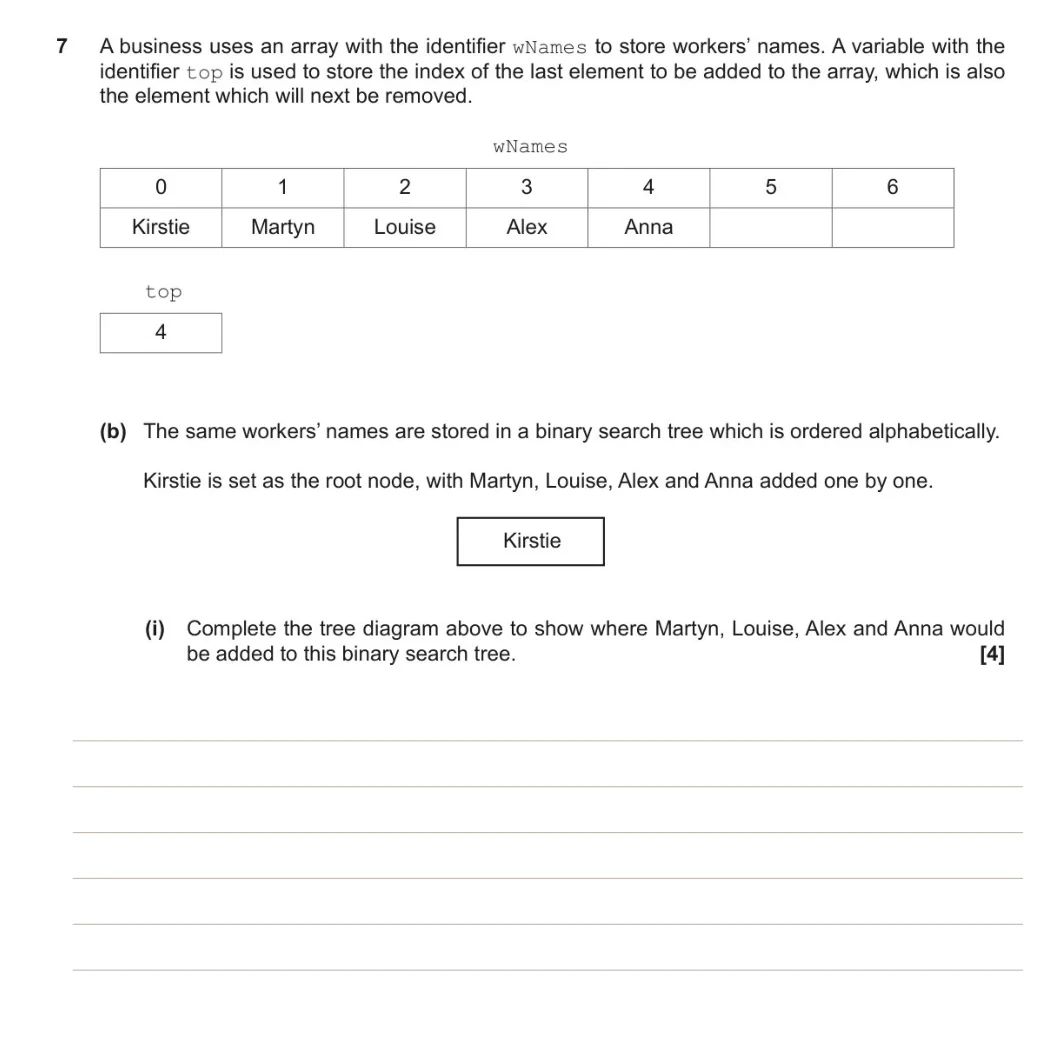 7 A business uses an array with the identifier wNames to store workers’ names. A variable with the
identifier top is used to store the index of the last element to be added to the array, which is also
the element which will next be removed.
wNames
0 1 2 3 4 5 6
Kirstie Martyn Louise Alex Anna
top
4
(b) The same workers’ names are stored in a binary search tree which is ordered alphabetically.
Kirstie is set as the root node, with Martyn, Louise, Alex and Anna added one by one.
Kirstie
(i) Complete the tree diagram above to show where Martyn, Louise, Alex and Anna would
be added to this binary search tree. [4]